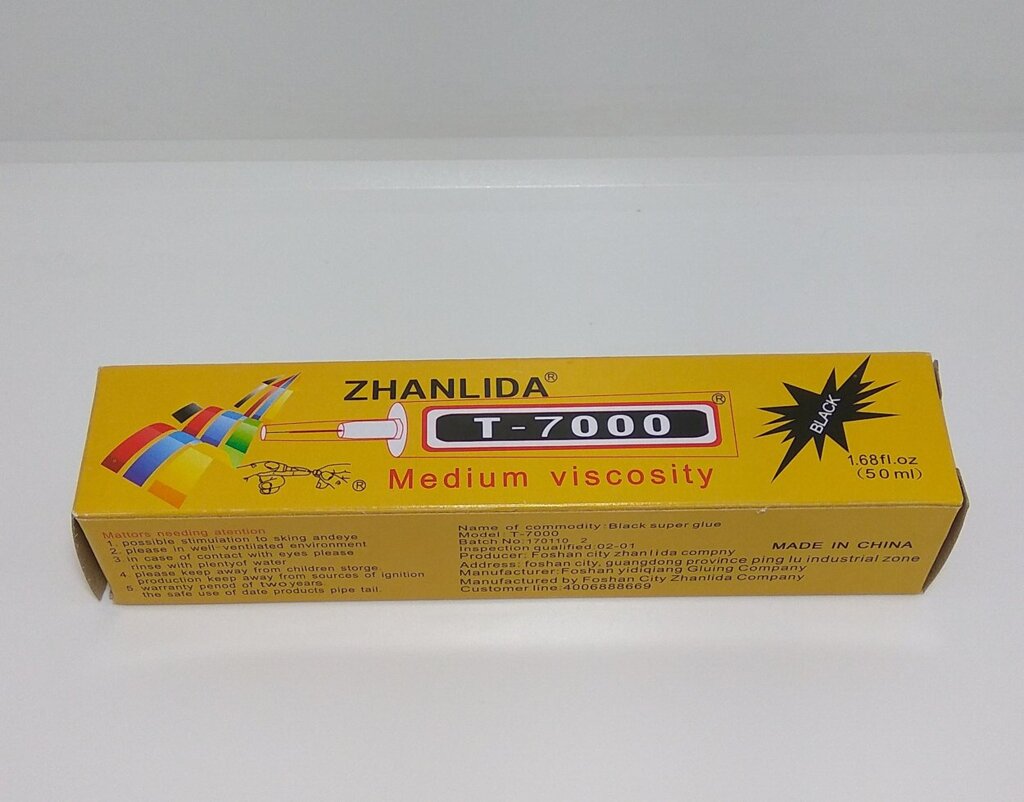 ZHANLIDA®
T-7000 ®
Medium viscosity
®
BLACK
1.68fl.oz
(50ml)
Mattors needing atention
1. possible stimulation to sking andeye
2. please in well-ventilated environment
3. in case of contact with eyes please
rinse with plentyof water
4. please keep away from children storge
production keep away from sources of ignition
5. warranty penod of two years
the safe use of date products pipe tail.
Name of commodity:Black super glue
Model T-7000
Batch No:170110 2
Inspection qualified:02-01
Producer: Foshan city zhanlida compny
Address: foshan city, guangdong province ping lu industrial zone
Manufacturer:Foshan yidiqiang Gluing Company
Manufactured by Foshan City Zhanlida Company
Customer line:4006888669
MADE IN CHINA